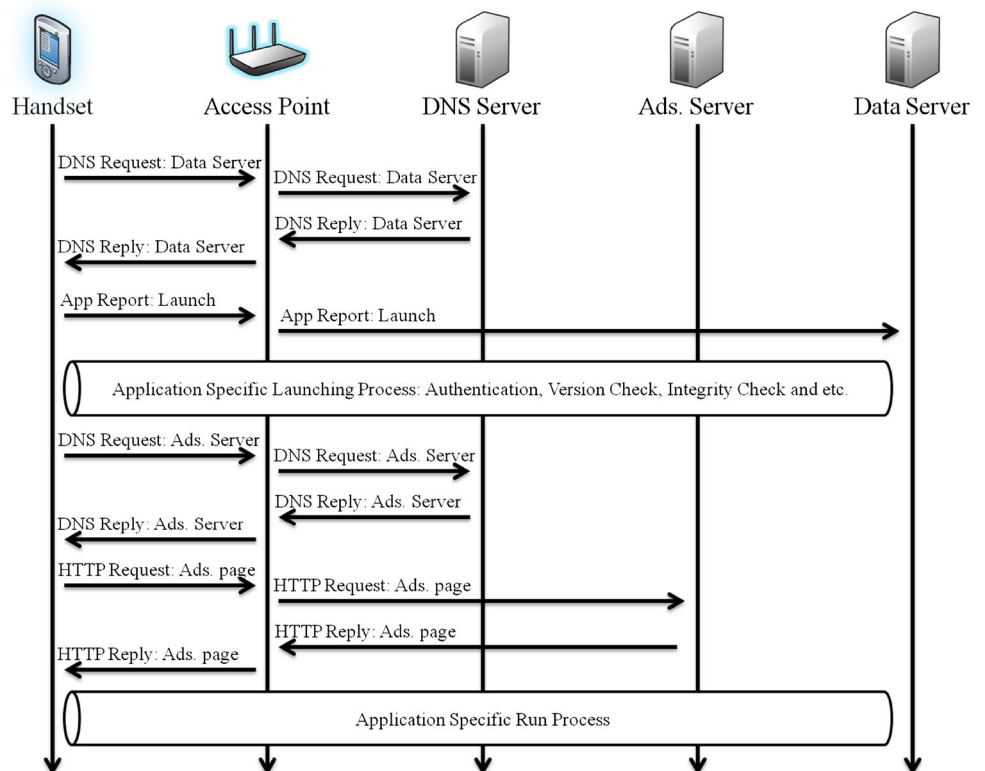 Handset
Access Point
DNS Server
Ads. Server
Data Server
DNS Request: Data Server
DNS Request: Data Server
DNS Reply: Data Server
DNS Reply: Data Server
App Report: Launch
App Report: Launch
Application Specific Launching Process: Authentication, Version Check, Integrity Check and etc.
DNS Request: Ads. Server
DNS Request: Ads. Server
DNS Reply: Ads. Server
DNS Reply: Ads. Server
HTTP Request: Ads. page
HTTP Request: Ads. page
HTTP Reply: Ads. page
HTTP Reply: Ads. page
Application Specific Run Process